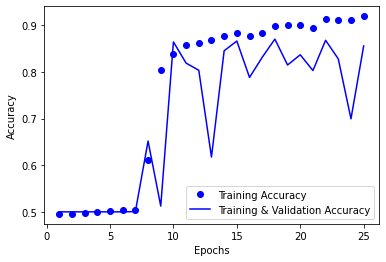 0.9
0.8
0.7
0.6
0.5
Accuracy
Training Accuracy
Training & Validation Accuracy
0 5 10 15 20 25
Epochs